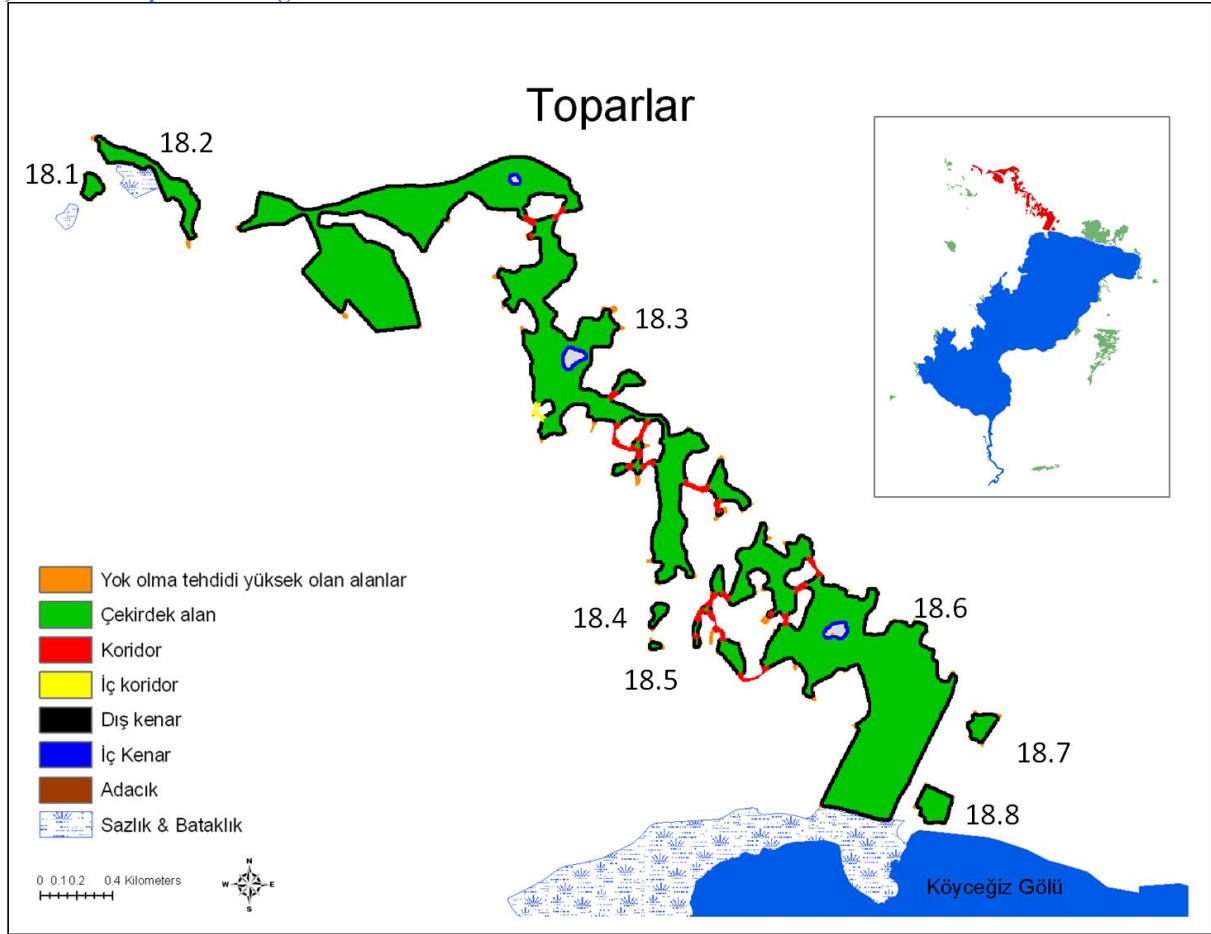 Toparlar
18.1
18.2
18.3
18.4
18.5
18.6
18.7
18.8
Yok olma tehdidi yüksek olan alanlar
Çekirdek alan
Koridor
İç koridor
Dış kenar
İç Kenar
Adacık
Sazlık & Bataklık
0 0.10.2 0.4 Kilometers
N
W E
S
Köyceğiz Gölü